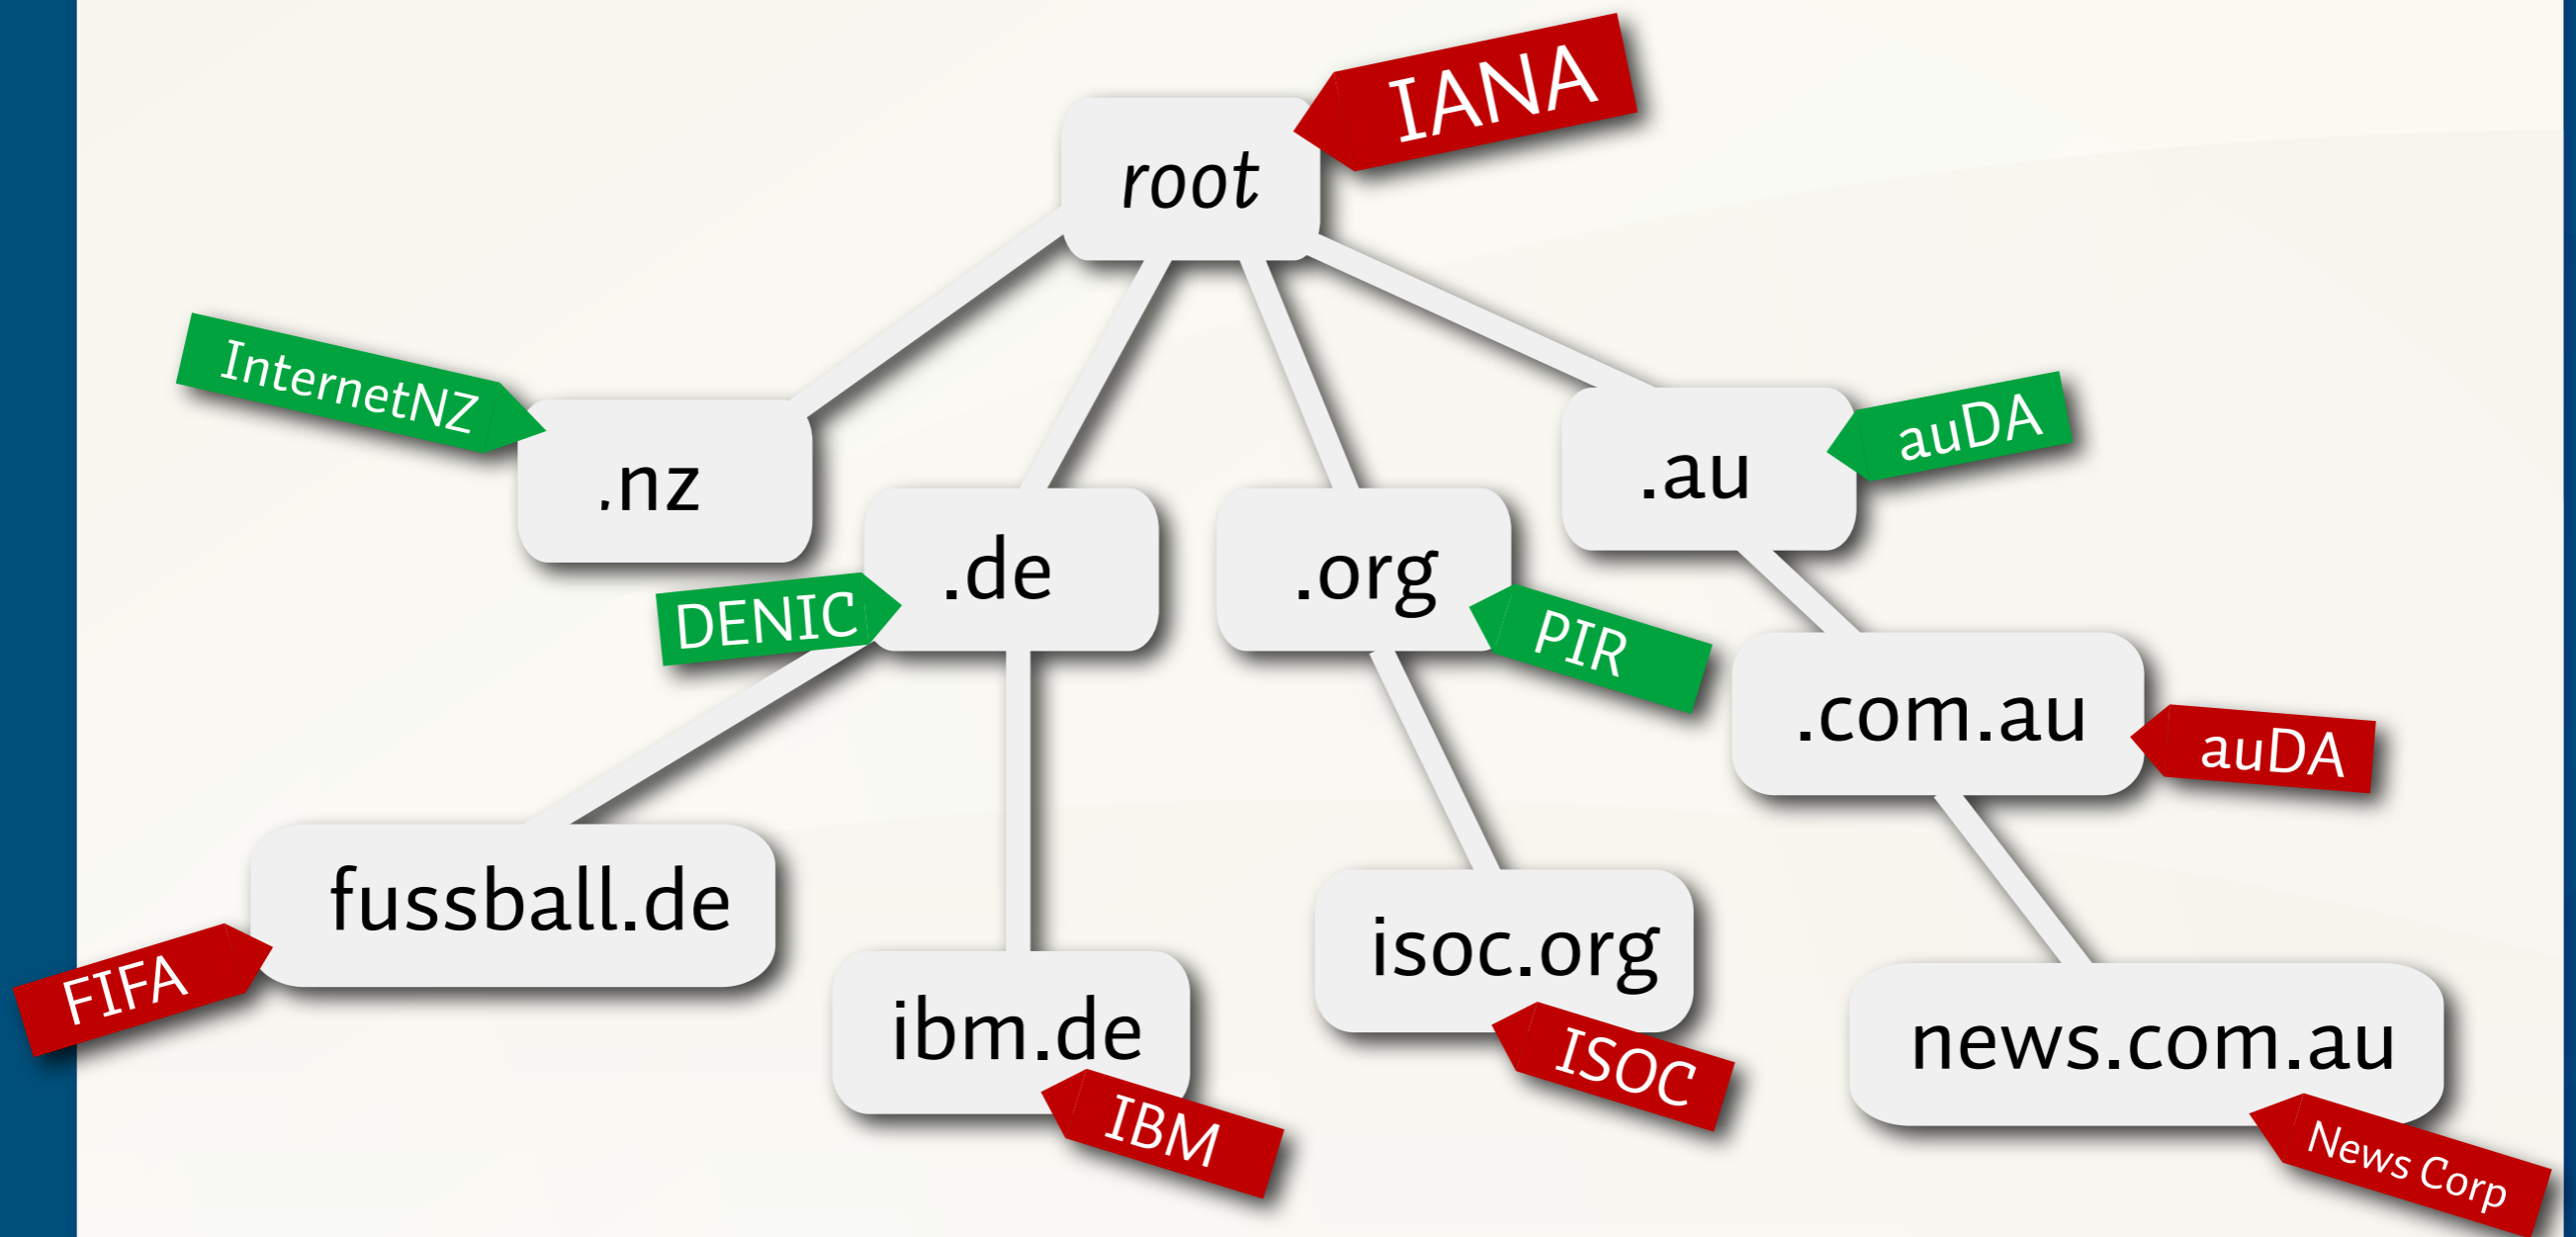 IANA
root
InternetNZ
.nz
auDA
.au
DENIC
.de
.org
PIR
.com.au
auDA
fussball.de
FIFA
ibm.de
IBM
isoc.org
ISOC
news.com.au
News Corp